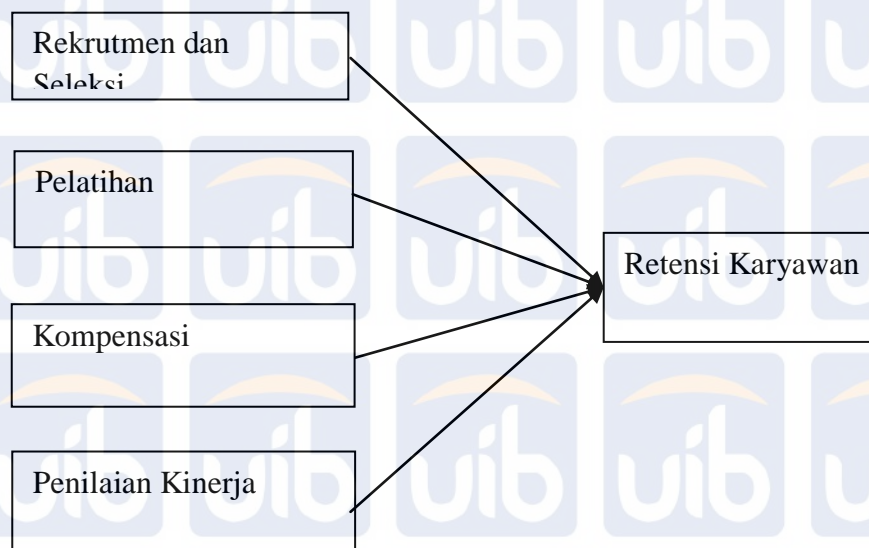 Rekrutmen dan
Seleksi
Pelatihan
Retensi Karyawan
Kompensasi
Penilaian Kinerja
uib